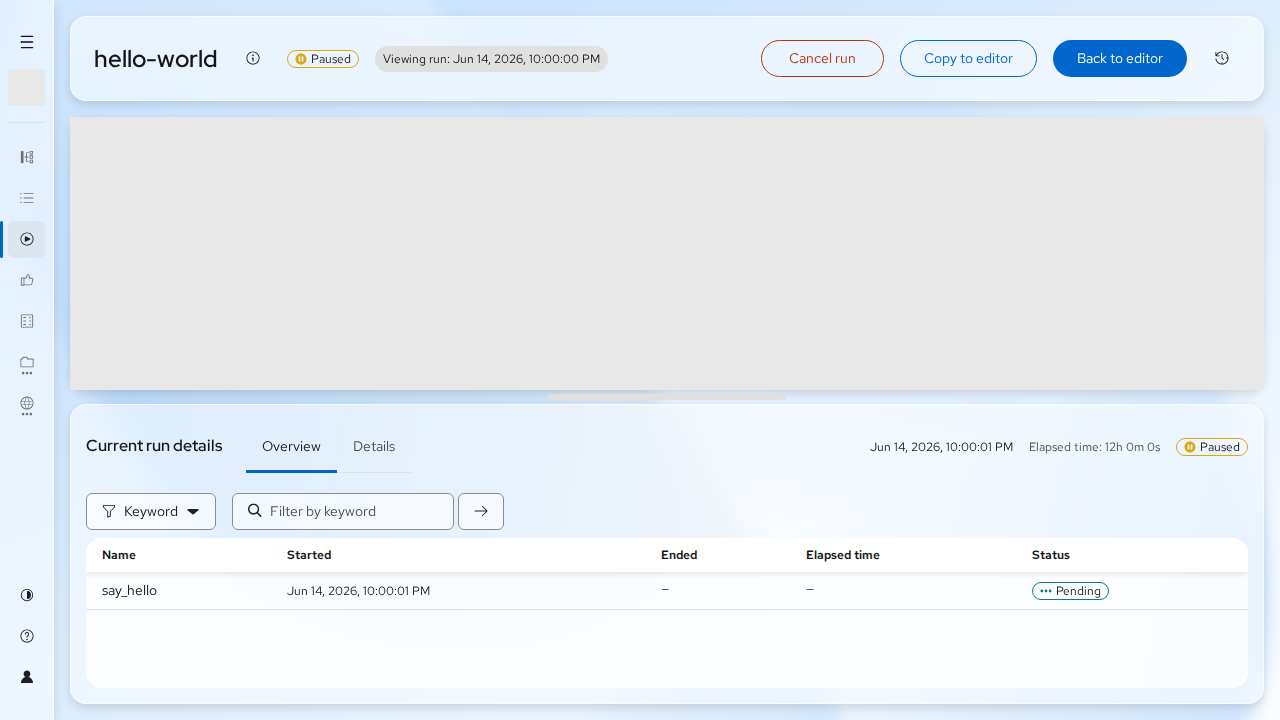 hello-world
Paused
Viewing run: Jun 14, 2026, 10:00:00 PM
Cancel run
Copy to editor
Back to editor
Current run details
Overview
Details
Jun 14, 2026, 10:00:01 PM
Elapsed time: 12h 0m 0s
Paused
Keyword
Filter by keyword
Name Started Ended Elapsed time Status
say_hello Jun 14, 2026, 10:00:01 PM – – Pending